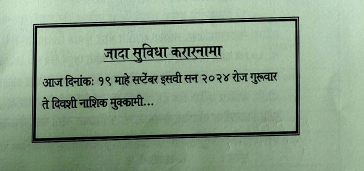 जादा सुविधा करारनामा
आज दिनांकः १९ माहे सप्टेंबर इसवी सन २०२४ रोज गुरूवार
ते दिवशी नाशिक मुक्कामी...